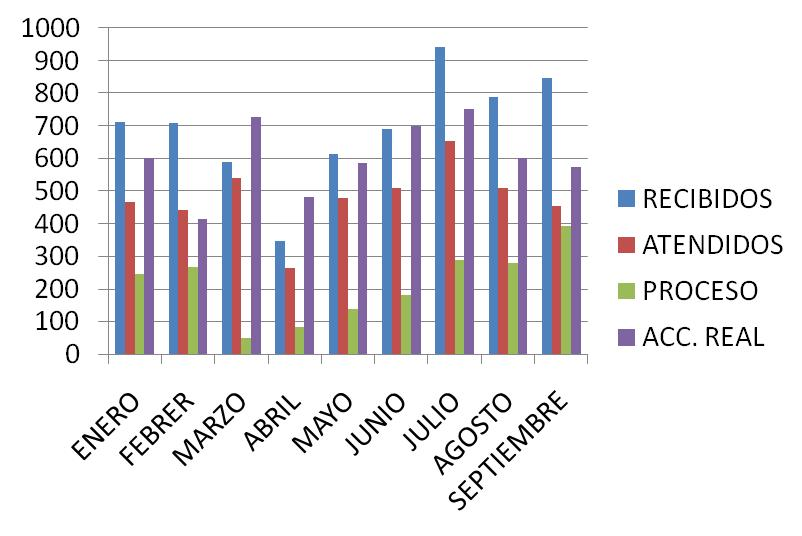 1000
900
800
700
600
500
400
300
200
100
0
ENERO
FEBRER
MARZO
ABRIL
MAYO
JUNIO
JULIO
AGOSTO
SEPTIEMBRE
RECIBIDOS
ATENDIDOS
PROCESO
ACC. REAL